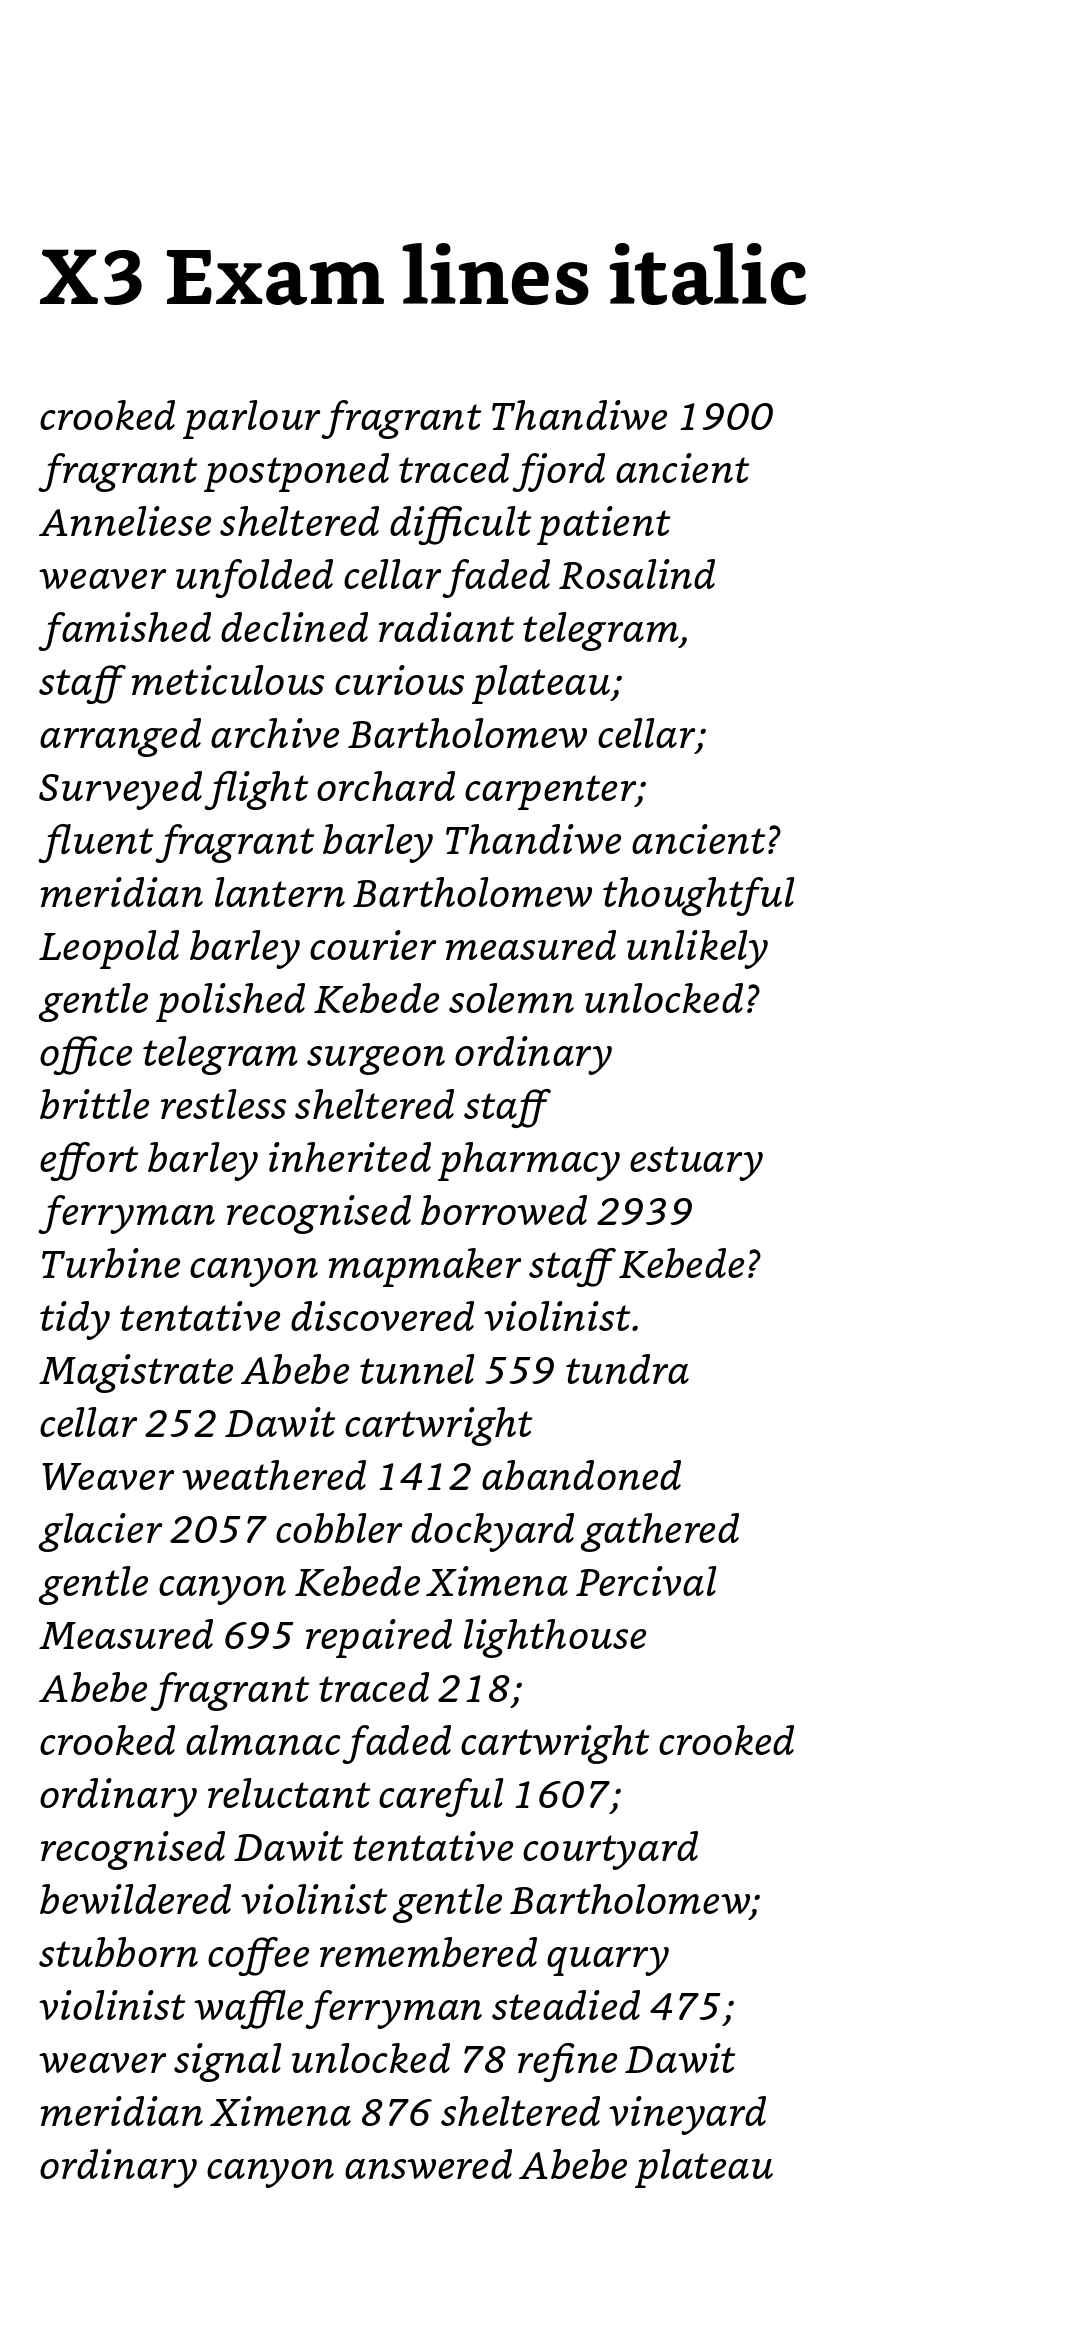 X3 Exam lines italic
crooked parlour fragrant Thandiwe 1900
fragrant postponed traced fjord ancient
Anneliese sheltered difficult patient
weaver unfolded cellar faded Rosalind
famished declined radiant telegram,
staff meticulous curious plateau;
arranged archive Bartholomew cellar;
Surveyed flight orchard carpenter;
fluent fragrant barley Thandiwe ancient?
meridian lantern Bartholomew thoughtful
Leopold barley courier measured unlikely
gentle polished Kebede solemn unlocked?
office telegram surgeon ordinary
brittle restless sheltered staff
effort barley inherited pharmacy estuary
ferryman recognised borrowed 2939
Turbine canyon mapmaker staff Kebede?
tidy tentative discovered violinist.
Magistrate Abebe tunnel 559 tundra
cellar 252 Dawit cartwright
Weaver weathered 1412 abandoned
glacier 2057 cobbler dockyard gathered
gentle canyon Kebede Ximena Percival
Measured 695 repaired lighthouse
Abebe fragrant traced 218;
crooked almanac faded cartwright crooked
ordinary reluctant careful 1607;
recognised Dawit tentative courtyard
bewildered violinist gentle Bartholomew;
stubborn coffee remembered quarry
violinist waffle ferryman steadied 475;
weaver signal unlocked 78 refine Dawit
meridian Ximena 876 sheltered vineyard
ordinary canyon answered Abebe plateau